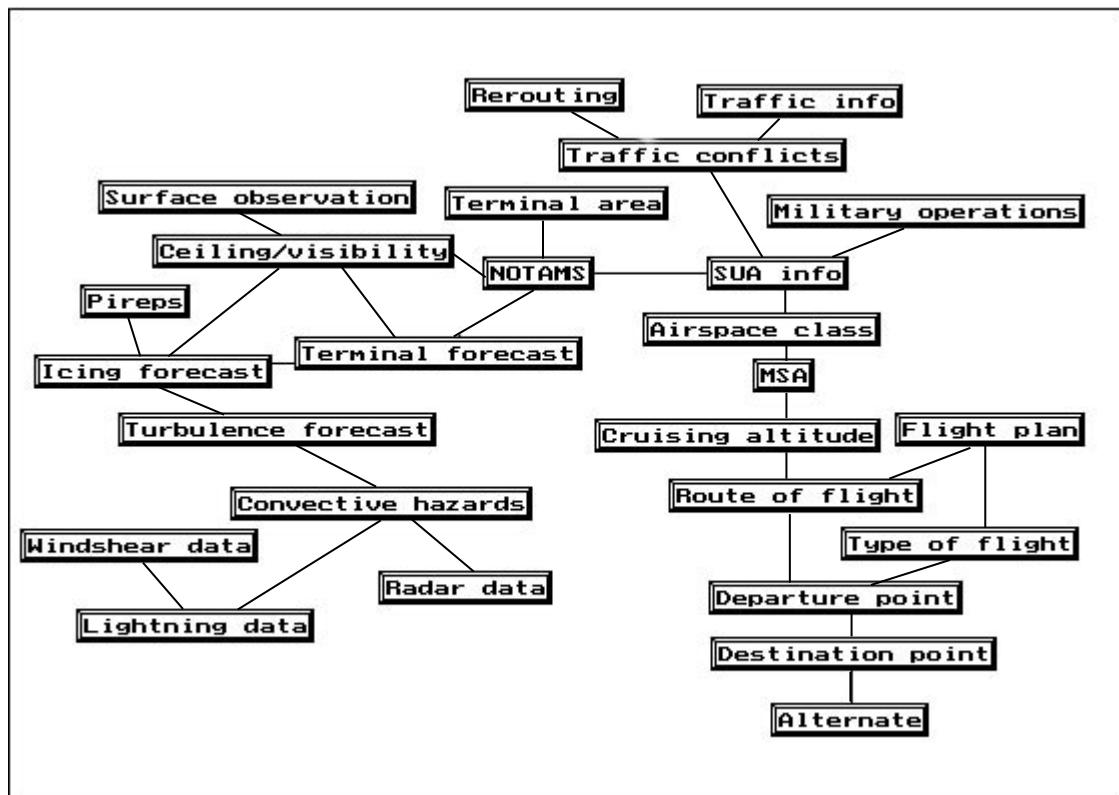 Rerouting
Traffic info
Traffic conflicts
Surface observation
Terminal area
Military operations
Ceiling/visibility
NOTAMS
SUA info
Pireps
Airspace class
Terminal forecast
Icing forecast
MSA
Turbulence forecast
Cruising altitude
Flight plan
Convective hazards
Route of flight
Windshear data
Type of flight
Radar data
Departure point
Lightning data
Destination point
Alternate